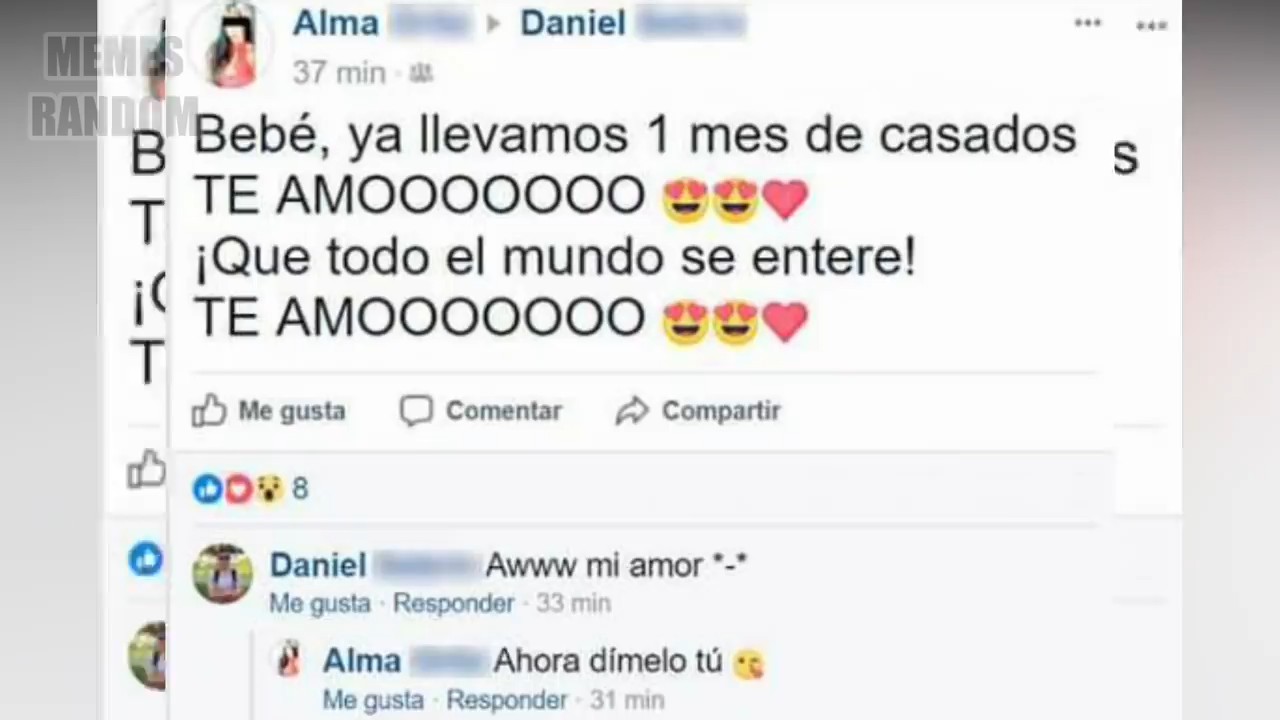 MEMES
RANDOM
Alma Daniel
37 min
Bebé, ya llevamos 1 mes de casados
TE AMOOOOOOO 😍😍❤
¡Que todo el mundo se entere!
TE AMOOOOOOO 😍😍❤
Me gusta Comentar Compartir
8
Daniel Awww mi amor *-*
Me gusta · Responder · 33 min
Alma Ahora dímelo tú 😘
Me gusta · Responder · 31 min